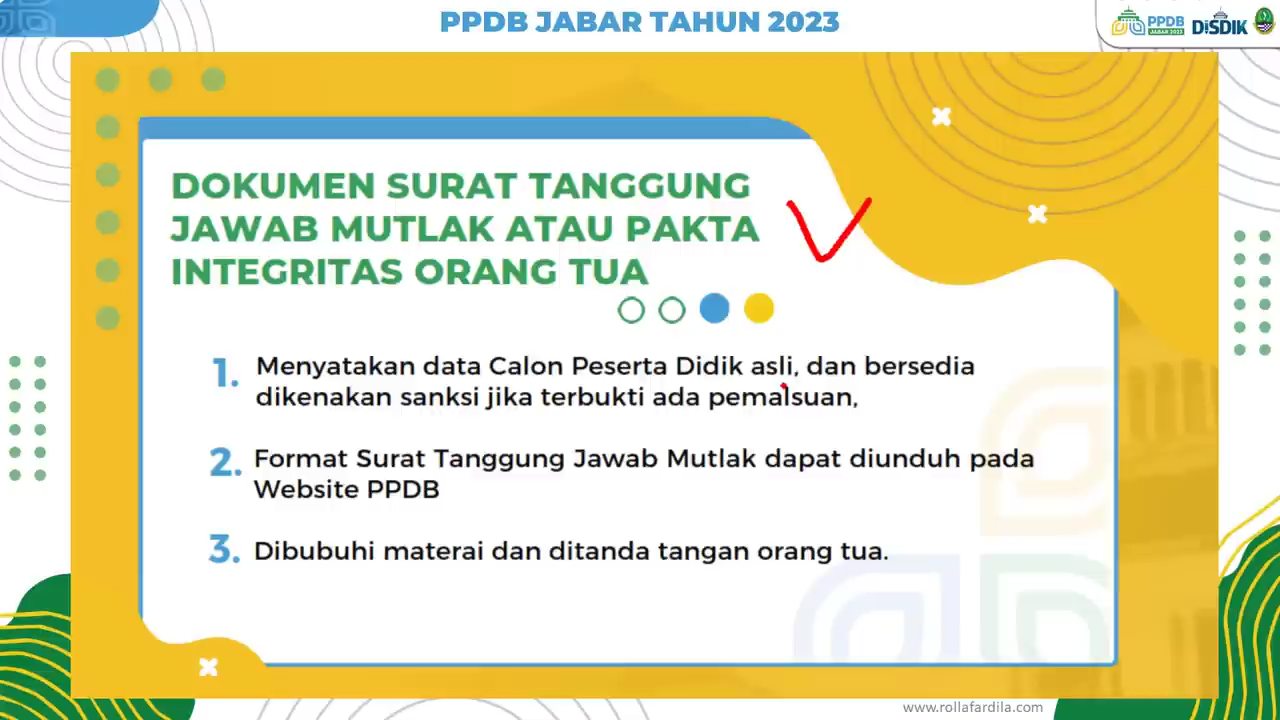 PPDB JABAR TAHUN 2023
PPDB
JABAR 2023
DISDIK
DOKUMEN SURAT TANGGUNG
JAWAB MUTLAK ATAU PAKTA
INTEGRITAS ORANG TUA
1. Menyatakan data Calon Peserta Didik asli, dan bersedia
dikenakan sanksi jika terbukti ada pemalsuan,
2. Format Surat Tanggung Jawab Mutlak dapat diunduh pada
Website PPDB
3. Dibubuhi materai dan ditanda tangan orang tua.
www.rollafardila.com